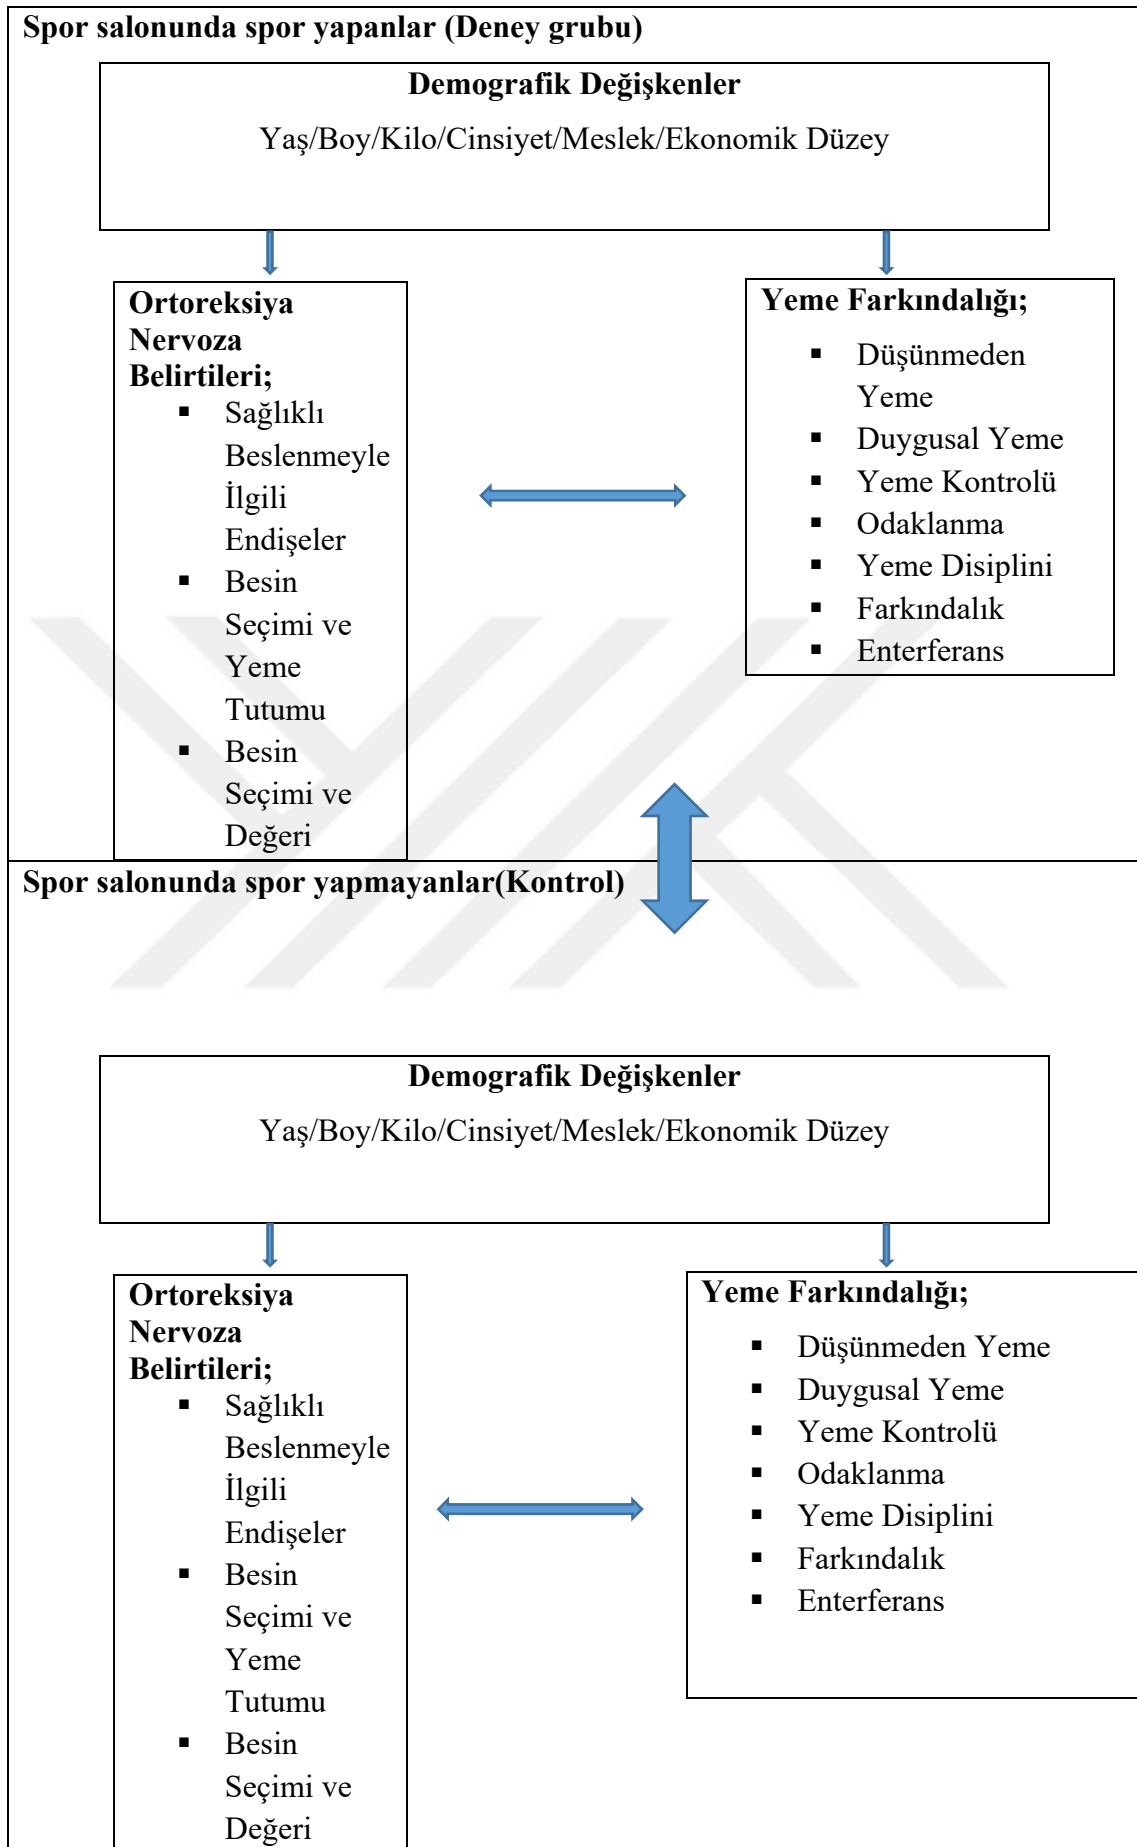 Spor salonunda spor yapanlar (Deney grubu)
Demografik Değişkenler
Yaş/Boy/Kilo/Cinsiyet/Meslek/Ekonomik Düzey
Ortoreksiya
Nervoza
Belirtileri;
▪ Sağlıklı
Beslenmeyle
İlgili
Endişeler
▪ Besin
Seçimi ve
Yeme
Tutumu
▪ Besin
Seçimi ve
Değeri
Yeme Farkındalığı;
▪ Düşünmeden
Yeme
▪ Duygusal Yeme
▪ Yeme Kontrolü
▪ Odaklanma
▪ Yeme Disiplini
▪ Farkındalık
▪ Enterferans
Spor salonunda spor yapmayanlar(Kontrol)
Demografik Değişkenler
Yaş/Boy/Kilo/Cinsiyet/Meslek/Ekonomik Düzey
Ortoreksiya
Nervoza
Belirtileri;
▪ Sağlıklı
Beslenmeyle
İlgili
Endişeler
▪ Besin
Seçimi ve
Yeme
Tutumu
▪ Besin
Seçimi ve
Değeri
Yeme Farkındalığı;
▪ Düşünmeden Yeme
▪ Duygusal Yeme
▪ Yeme Kontrolü
▪ Odaklanma
▪ Yeme Disiplini
▪ Farkındalık
▪ Enterferans